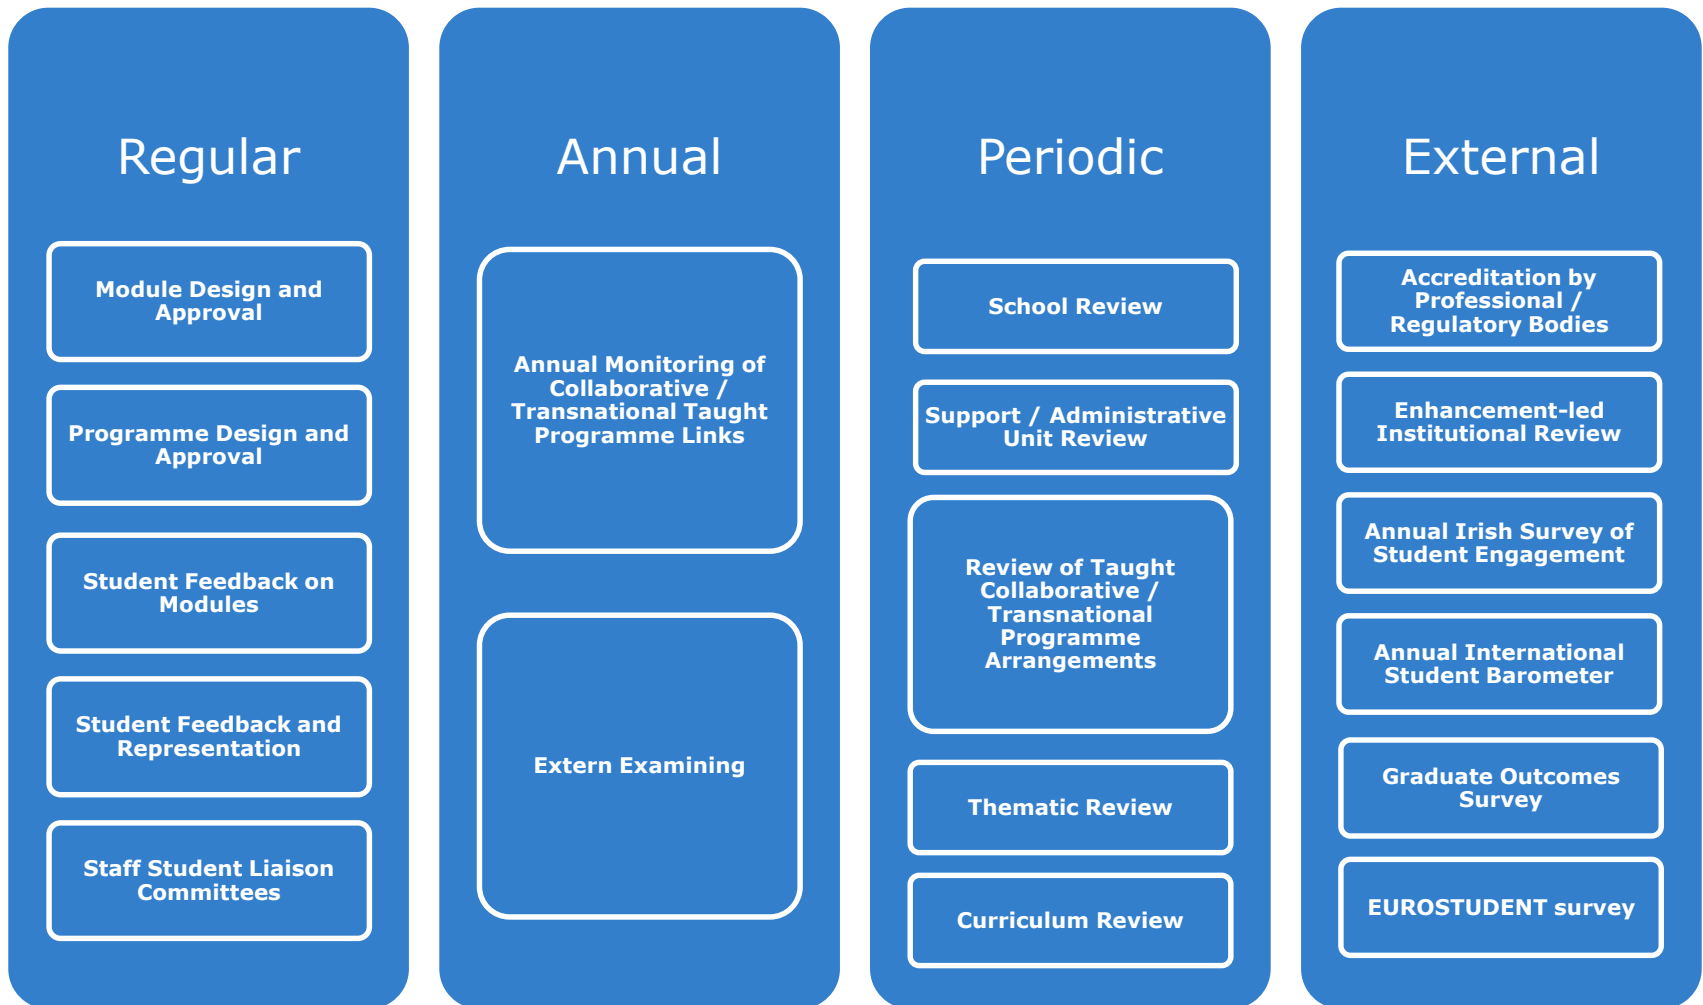 Regular
Module Design and
Approval
Programme Design and
Approval
Student Feedback on
Modules
Student Feedback and
Representation
Staff Student Liaison
Committees
Annual
Annual Monitoring of
Collaborative /
Transnational Taught
Programme Links
Extern Examining
Periodic
School Review
Support / Administrative
Unit Review
Review of Taught
Collaborative /
Transnational
Programme
Arrangements
Thematic Review
Curriculum Review
External
Accreditation by
Professional /
Regulatory Bodies
Enhancement-led
Institutional Review
Annual Irish Survey of
Student Engagement
Annual International
Student Barometer
Graduate Outcomes
Survey
EUROSTUDENT survey